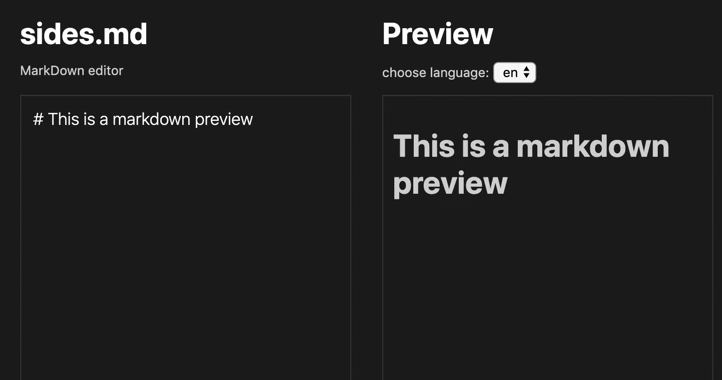 sides.md
MarkDown editor
# This is a markdown preview
Preview
choose language: en
This is a markdown
preview